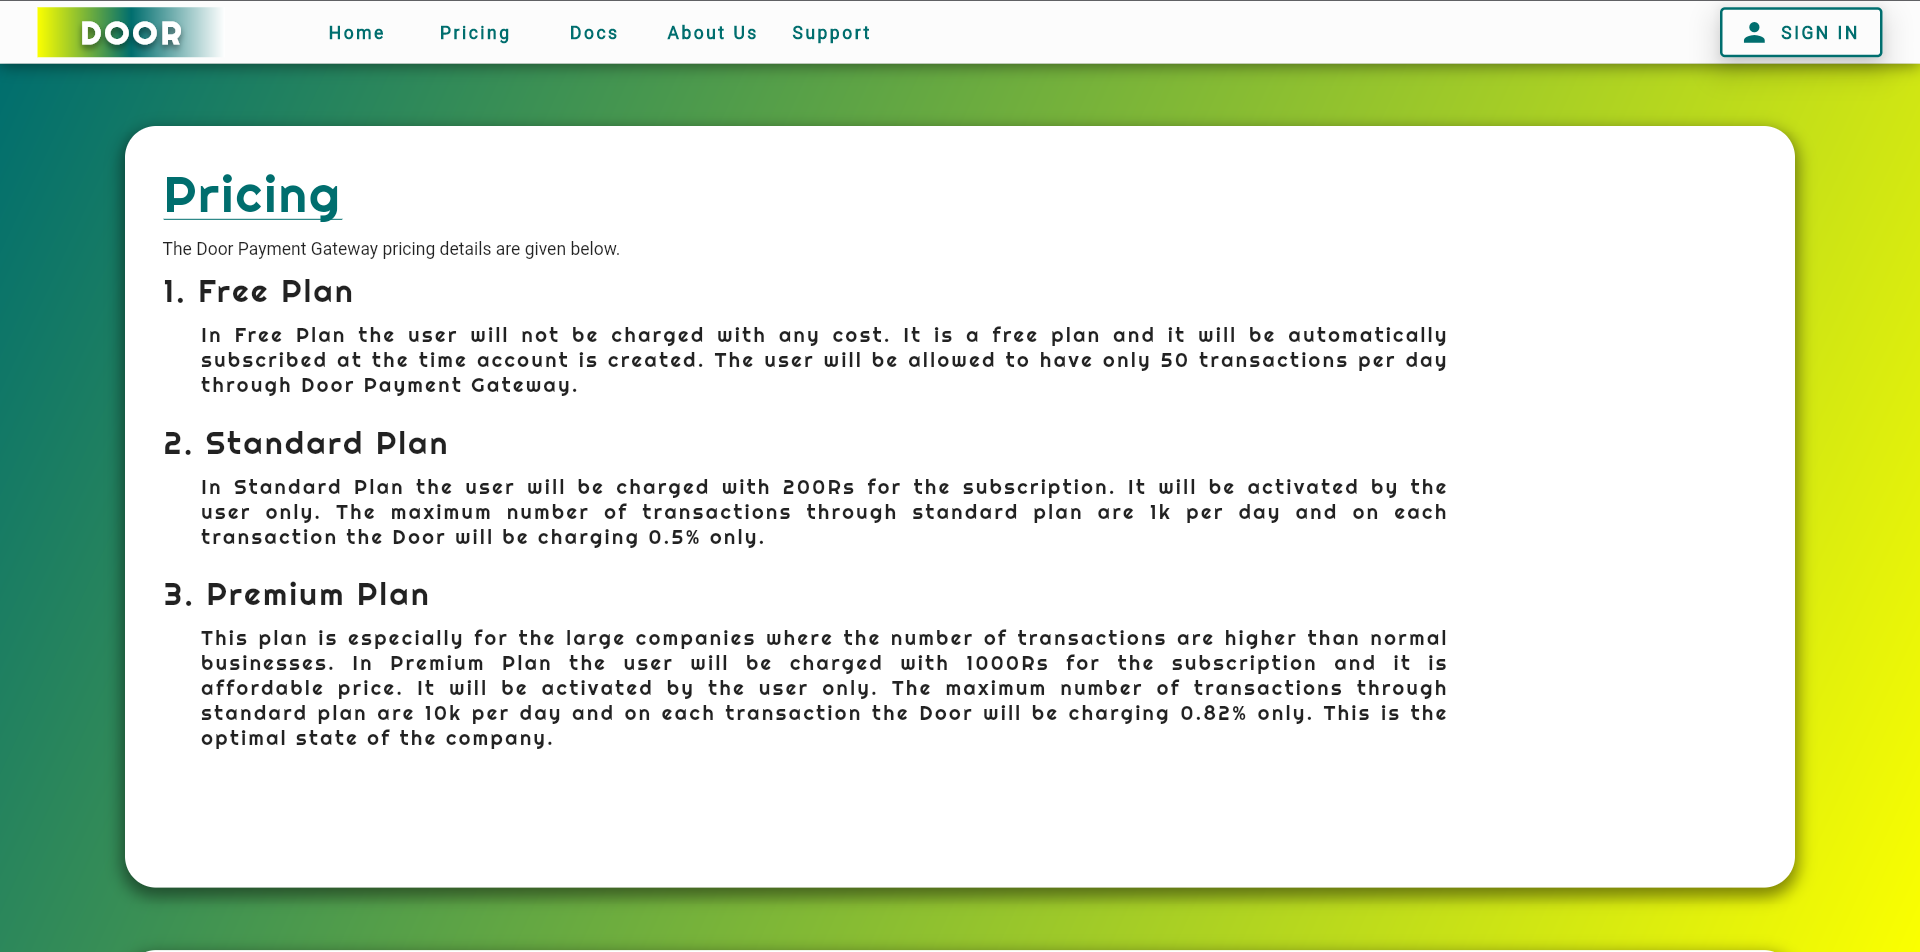 DOOR
Home Pricing Docs About Us Support
SIGN IN
Pricing
The Door Payment Gateway pricing details are given below.
1. Free Plan
In Free Plan the user will not be charged with any cost. It is a free plan and it will be automatically
subscribed at the time account is created. The user will be allowed to have only 50 transactions per day
through Door Payment Gateway.
2. Standard Plan
In Standard Plan the user will be charged with 200Rs for the subscription. It will be activated by the
user only. The maximum number of transactions through standard plan are 1k per day and on each
transaction the Door will be charging 0.5% only.
3. Premium Plan
This plan is especially for the large companies where the number of transactions are higher than normal
businesses. In Premium Plan the user will be charged with 1000Rs for the subscription and it is
affordable price. It will be activated by the user only. The maximum number of transactions through
standard plan are 10k per day and on each transaction the Door will be charging 0.82% only. This is the
optimal state of the company.